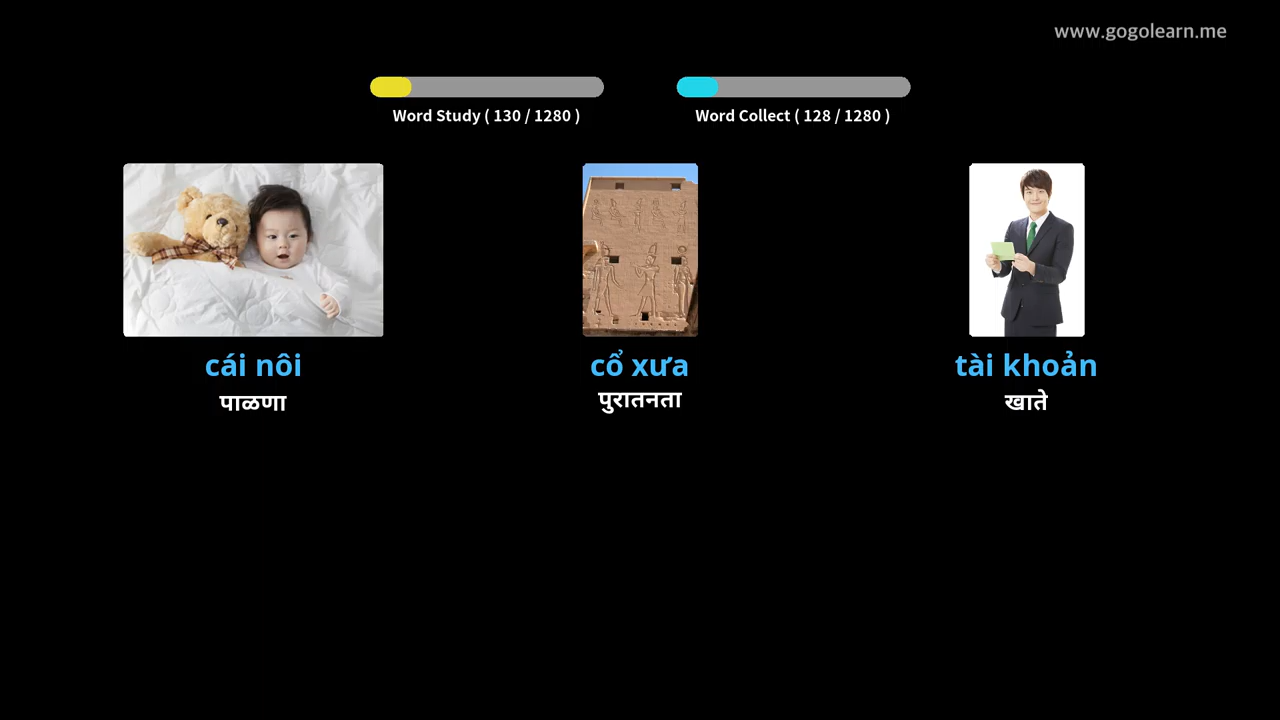 www.gogolearn.me
Word Study ( 130 / 1280 )
Word Collect ( 128 / 1280 )
cái nôi
cổ xưa
tài khoản
पाळणा
पुरातनता
खाते